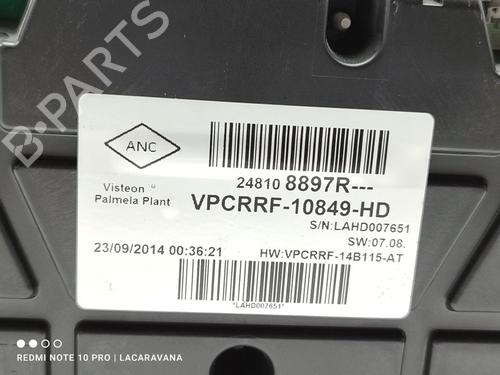 ANC
24810 8897R---
Visteon
Palmela Plant
VPCRRF-10849-HD
S/N:LAHD007651
SW:07.08.
23/09/2014 00:36:21
HW:VPCRRF-14B115-AT
*LAHD007651*
B-PARTS
REDMI NOTE 10 PRO | LACARAVANA